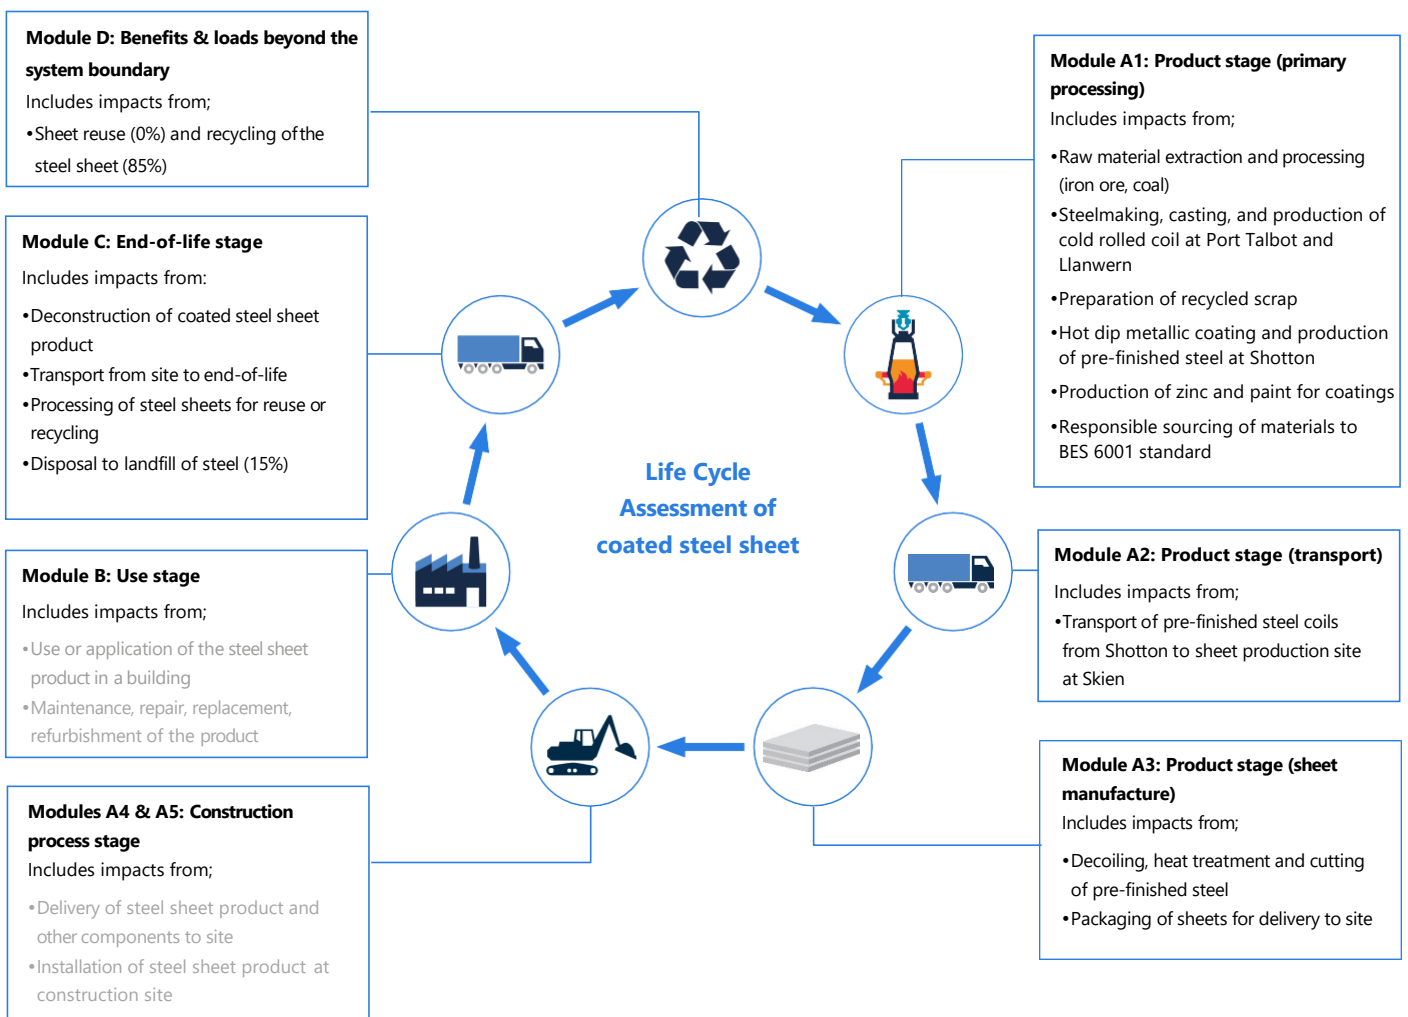 Module D: Benefits & loads beyond the
system boundary
Includes impacts from;
•Sheet reuse (0%) and recycling of the
steel sheet (85%)
Module C: End-of-life stage
Includes impacts from:
•Deconstruction of coated steel sheet
product
•Transport from site to end-of-life
•Processing of steel sheets for reuse or
recycling
•Disposal to landfill of steel (15%)
Module B: Use stage
Includes impacts from;
•Use or application of the steel sheet
product in a building
•Maintenance, repair, replacement,
refurbishment of the product
Modules A4 & A5: Construction
process stage
Includes impacts from;
•Delivery of steel sheet product and
other components to site
•Installation of steel sheet product at
construction site
Life Cycle
Assessment of
coated steel sheet
Module A1: Product stage (primary
processing)
Includes impacts from;
•Raw material extraction and processing
(iron ore, coal)
•Steelmaking, casting, and production of
cold rolled coil at Port Talbot and
Llanwern
•Preparation of recycled scrap
•Hot dip metallic coating and production
of pre-finished steel at Shotton
•Production of zinc and paint for coatings
•Responsible sourcing of materials to
BES 6001 standard
Module A2: Product stage (transport)
Includes impacts from;
•Transport of pre-finished steel coils
from Shotton to sheet production site
at Skien
Module A3: Product stage (sheet
manufacture)
Includes impacts from;
•Decoiling, heat treatment and cutting
of pre-finished steel
•Packaging of sheets for delivery to site